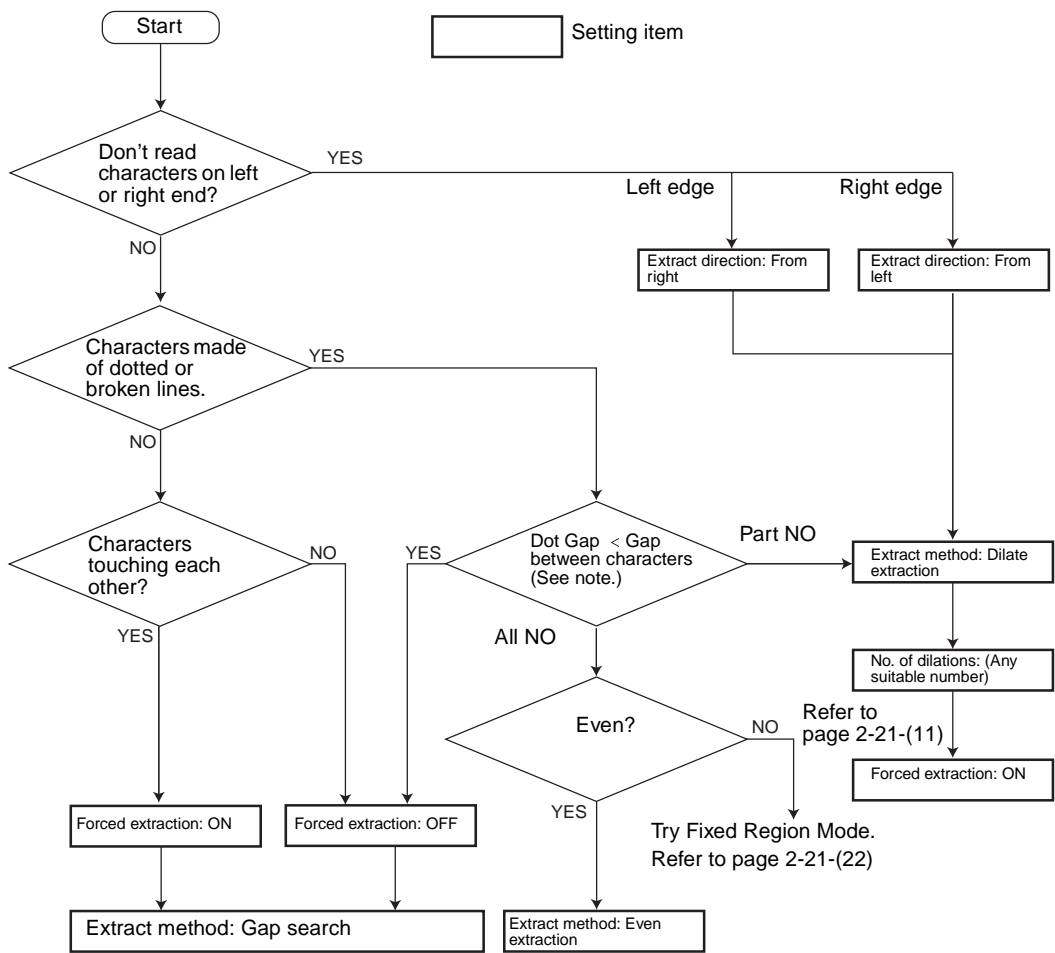 Start
Setting item
Don't read
characters on left
or right end?
YES
Left edge
Right edge
NO
Extract direction: From
right
Extract direction: From
left
Characters made
of dotted or
broken lines.
YES
NO
Characters
touching each
other?
NO
YES
Dot Gap < Gap
between characters
(See note.)
Part NO
Extract method: Dilate
extraction
YES
All NO
No. of dilations: (Any
suitable number)
Even?
NO
Refer to
page 2-21-(11)
Forced extraction: ON
YES
Forced extraction: ON
Forced extraction: OFF
Try Fixed Region Mode.
Refer to page 2-21-(22)
Extract method: Gap search
Extract method: Even
extraction